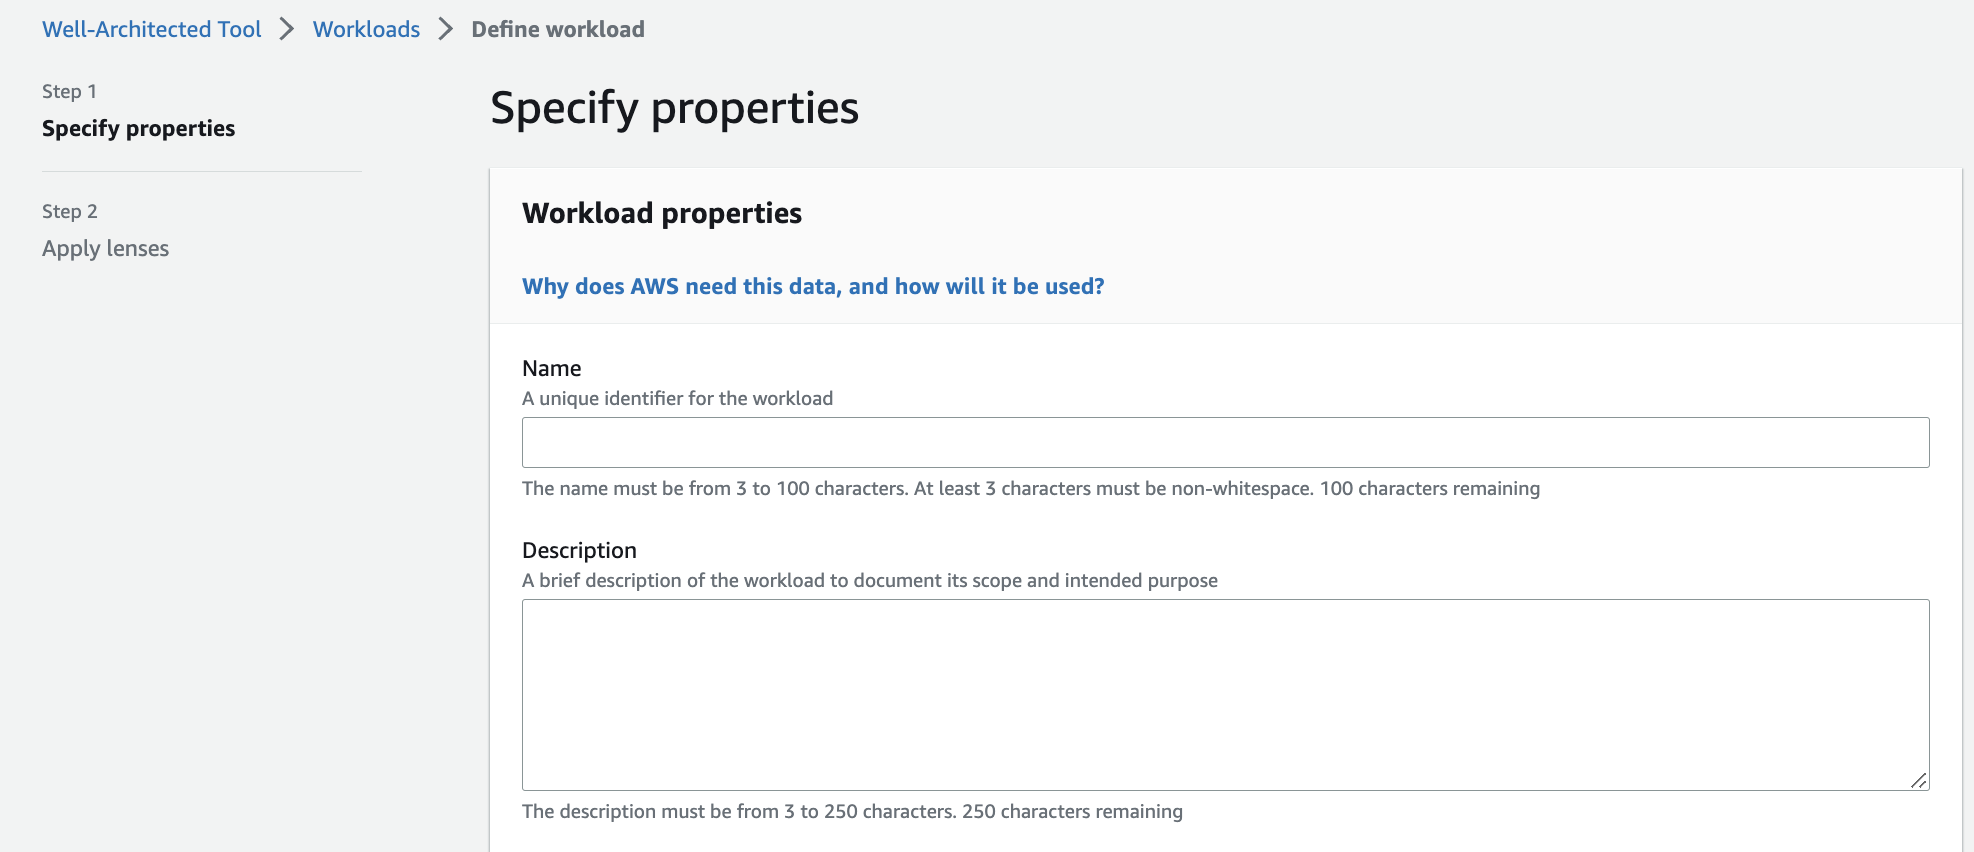 Well-Architected Tool > Workloads > Define workload
Step 1
Specify properties
Step 2
Apply lenses
Specify properties
Workload properties
Why does AWS need this data, and how will it be used?
Name
A unique identifier for the workload
The name must be from 3 to 100 characters. At least 3 characters must be non-whitespace. 100 characters remaining
Description
A brief description of the workload to document its scope and intended purpose
The description must be from 3 to 250 characters. 250 characters remaining